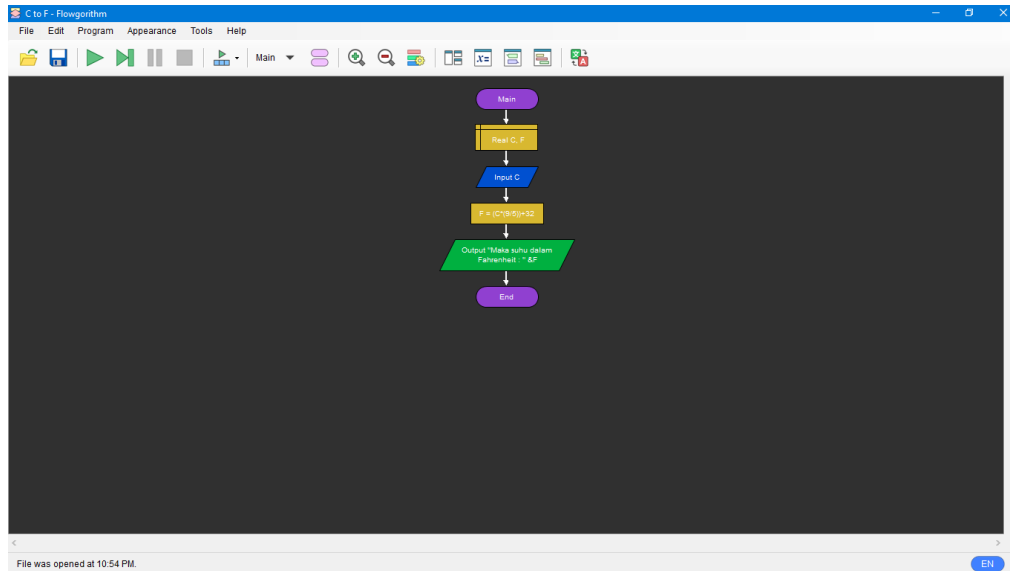 C to F - Flowgorithm
File Edit Program Appearance Tools Help
Main
x=
A
Main
Real C, F
Input C
F = (C*(9/5))+32
Output "Maka suhu dalam
Fahrenheit : " &F
End
File was opened at 10:54 PM.
EN